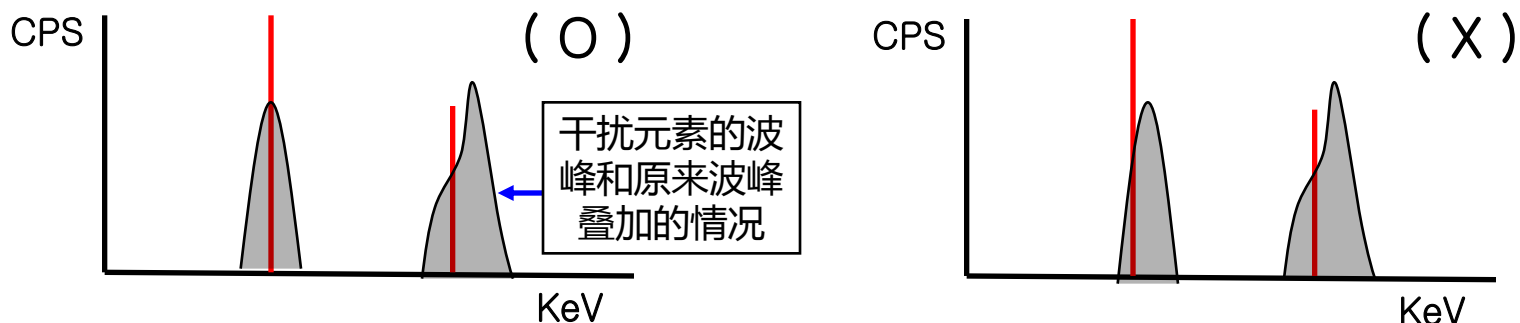 CPS
( O )
干扰元素的波
峰和原来波峰
叠加的情况
KeV
CPS
( X )
KeV